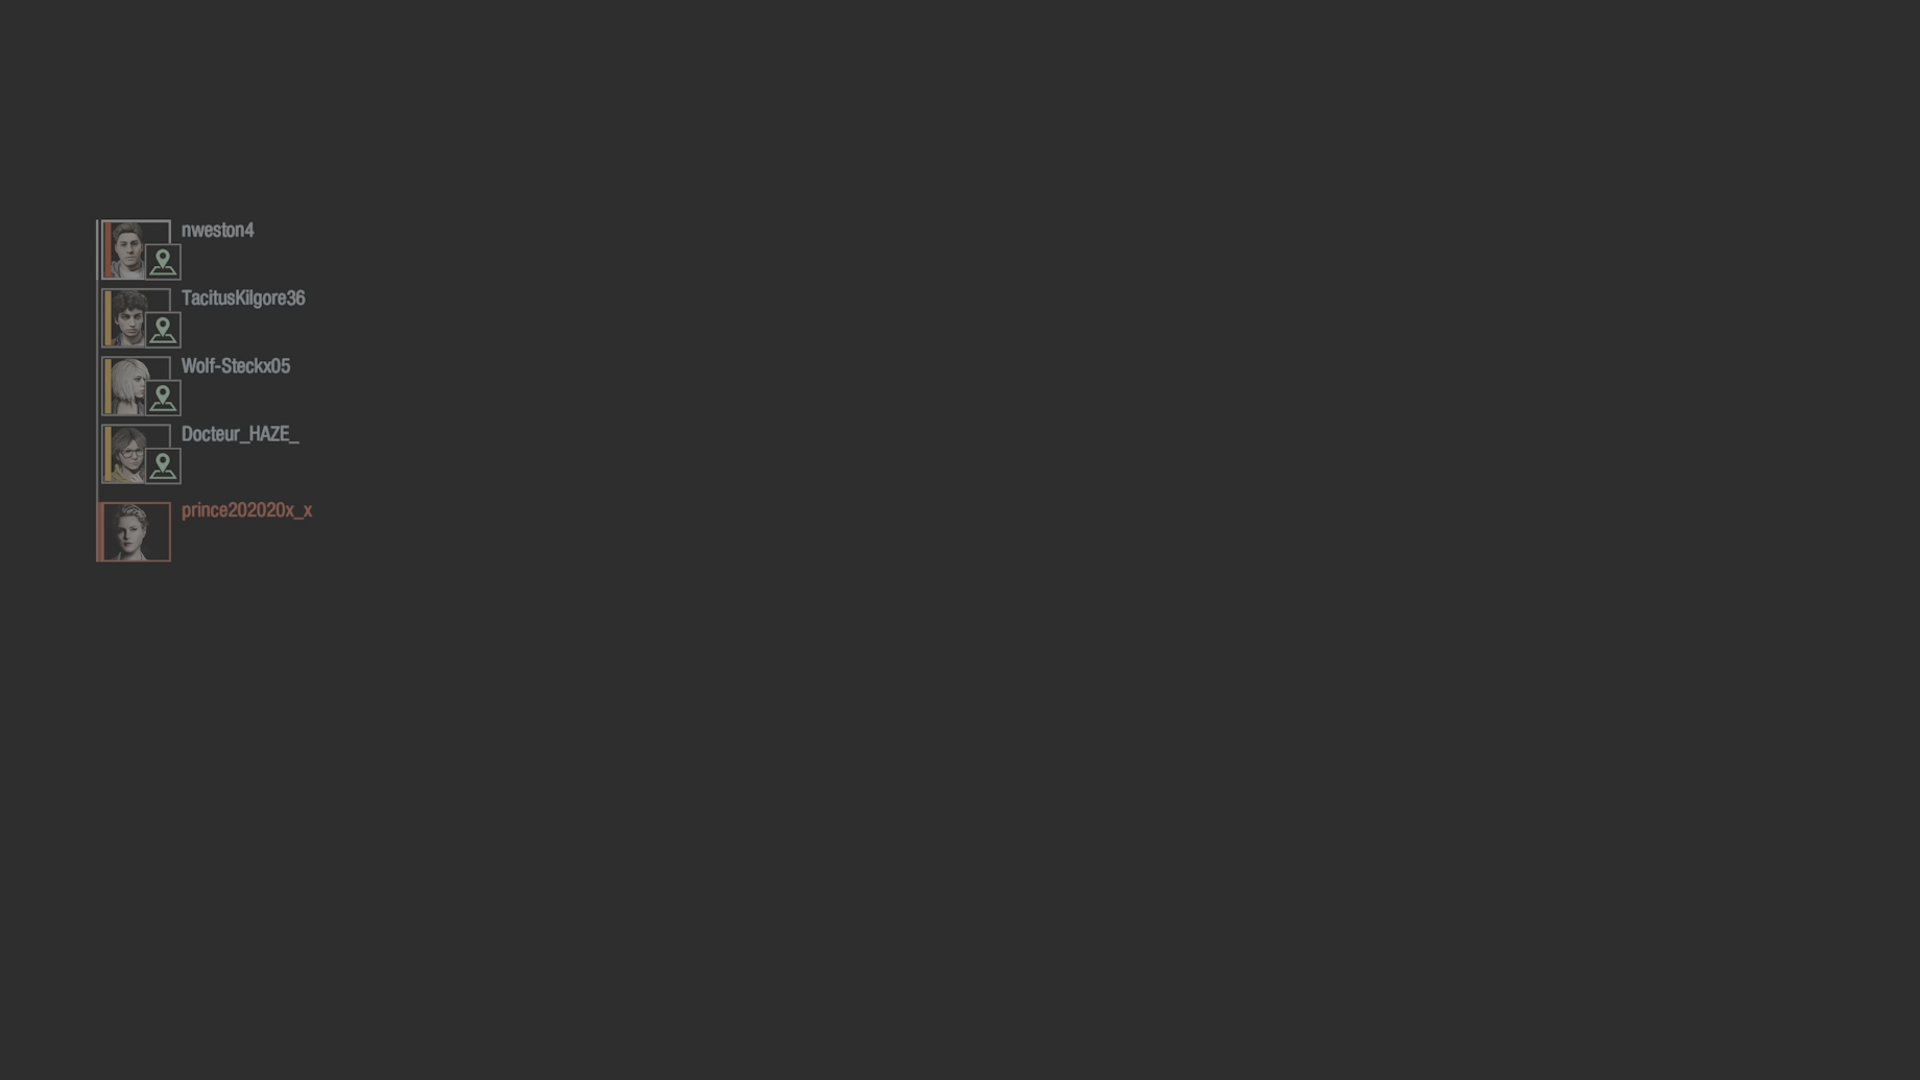 nweston4
TacitusKilgore36
Wolf-Steckx05
Docteur_HAZE_
prince202020x_x